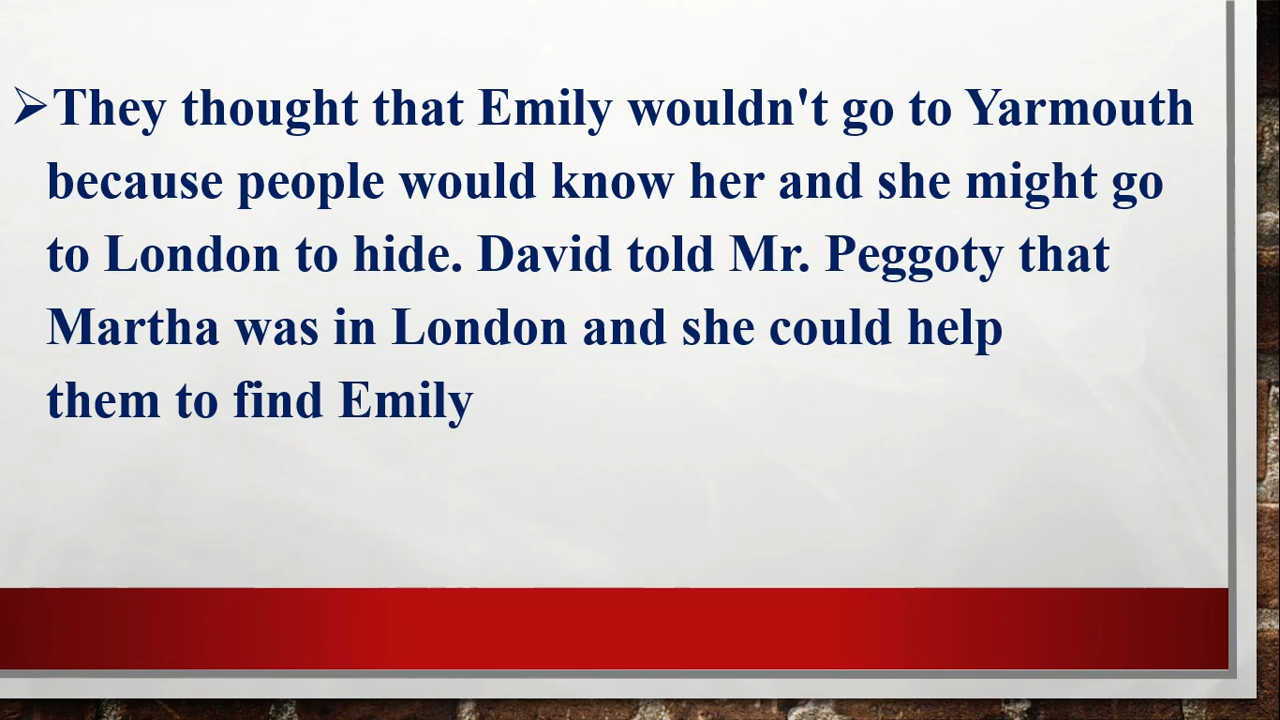 They thought that Emily wouldn't go to Yarmouth
because people would know her and she might go
to London to hide. David told Mr. Peggoty that
Martha was in London and she could help
them to find Emily